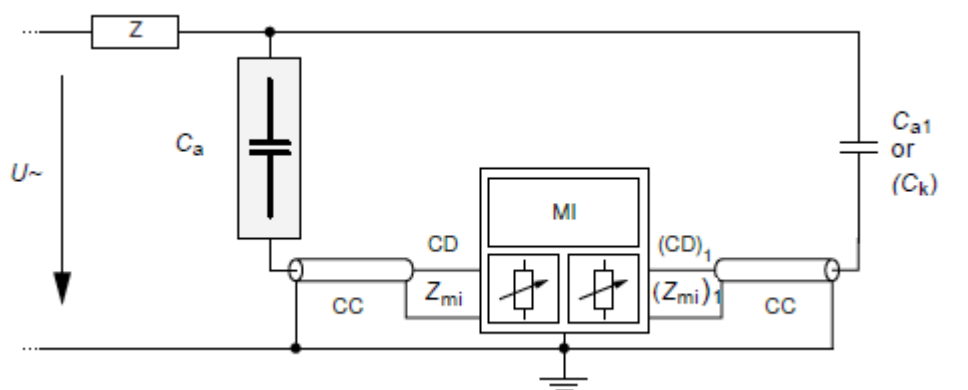 Z
Cₐ
U~
CD
Zₘᵢ
CC
MI
(CD)₁
(Zₘᵢ)₁
CC
Cₐ₁
or
(Cₖ)